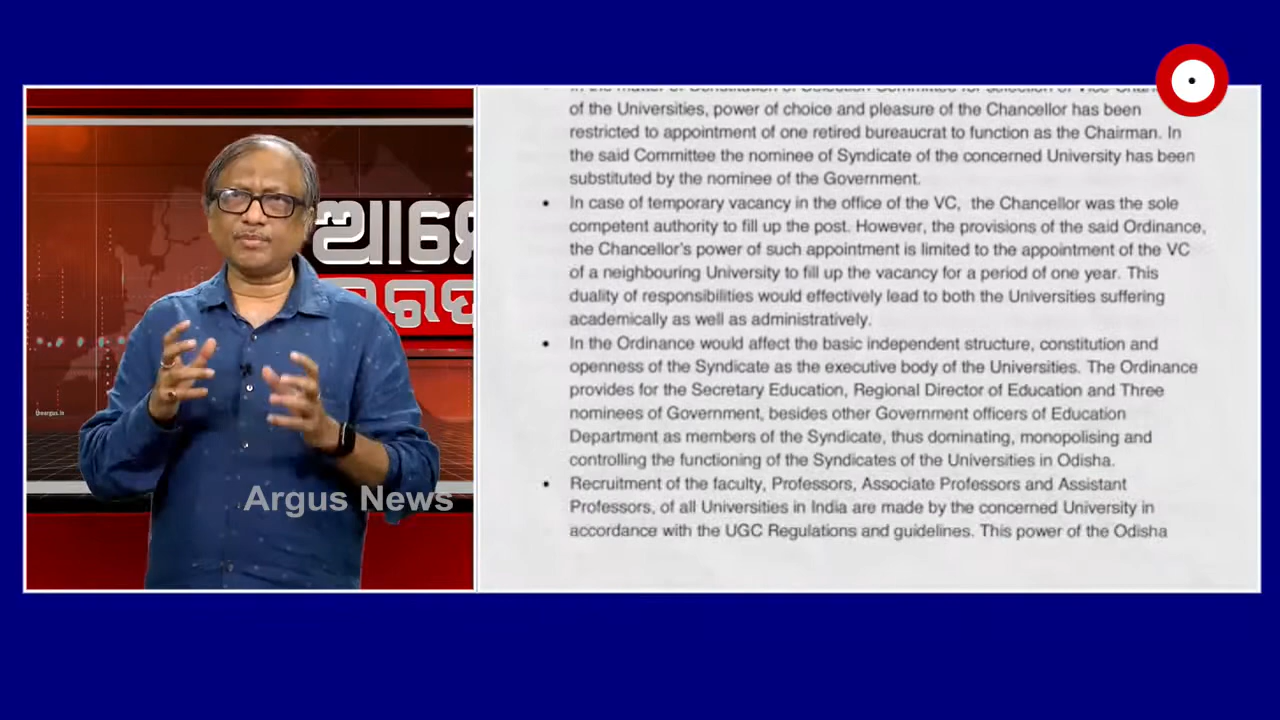 ଆମେ
theargus.in
Argus News
of the Universities, power of choice and pleasure of the Chancellor has been
restricted to appointment of one retired bureaucrat to function as the Chairman. In
the said Committee the nominee of Syndicate of the concerned University has been
substituted by the nominee of the Government.
• In case of temporary vacancy in the office of the VC, the Chancellor was the sole
competent authority to fill up the post. However, the provisions of the said Ordinance,
the Chancellor's power of such appointment is limited to the appointment of the VC
of a neighbouring University to fill up the vacancy for a period of one year. This
duality of responsibilities would effectively lead to both the Universities suffering
academically as well as administratively.
• In the Ordinance would affect the basic independent structure, constitution and
openness of the Syndicate as the executive body of the Universities. The Ordinance
provides for the Secretary Education, Regional Director of Education and Three
nominees of Government, besides other Government officers of Education
Department as members of the Syndicate, thus dominating, monopolising and
controlling the functioning of the Syndicates of the Universities in Odisha.
• Recruitment of the faculty, Professors, Associate Professors and Assistant
Professors, of all Universities in India are made by the concerned University in
accordance with the UGC Regulations and guidelines. This power of the Odisha